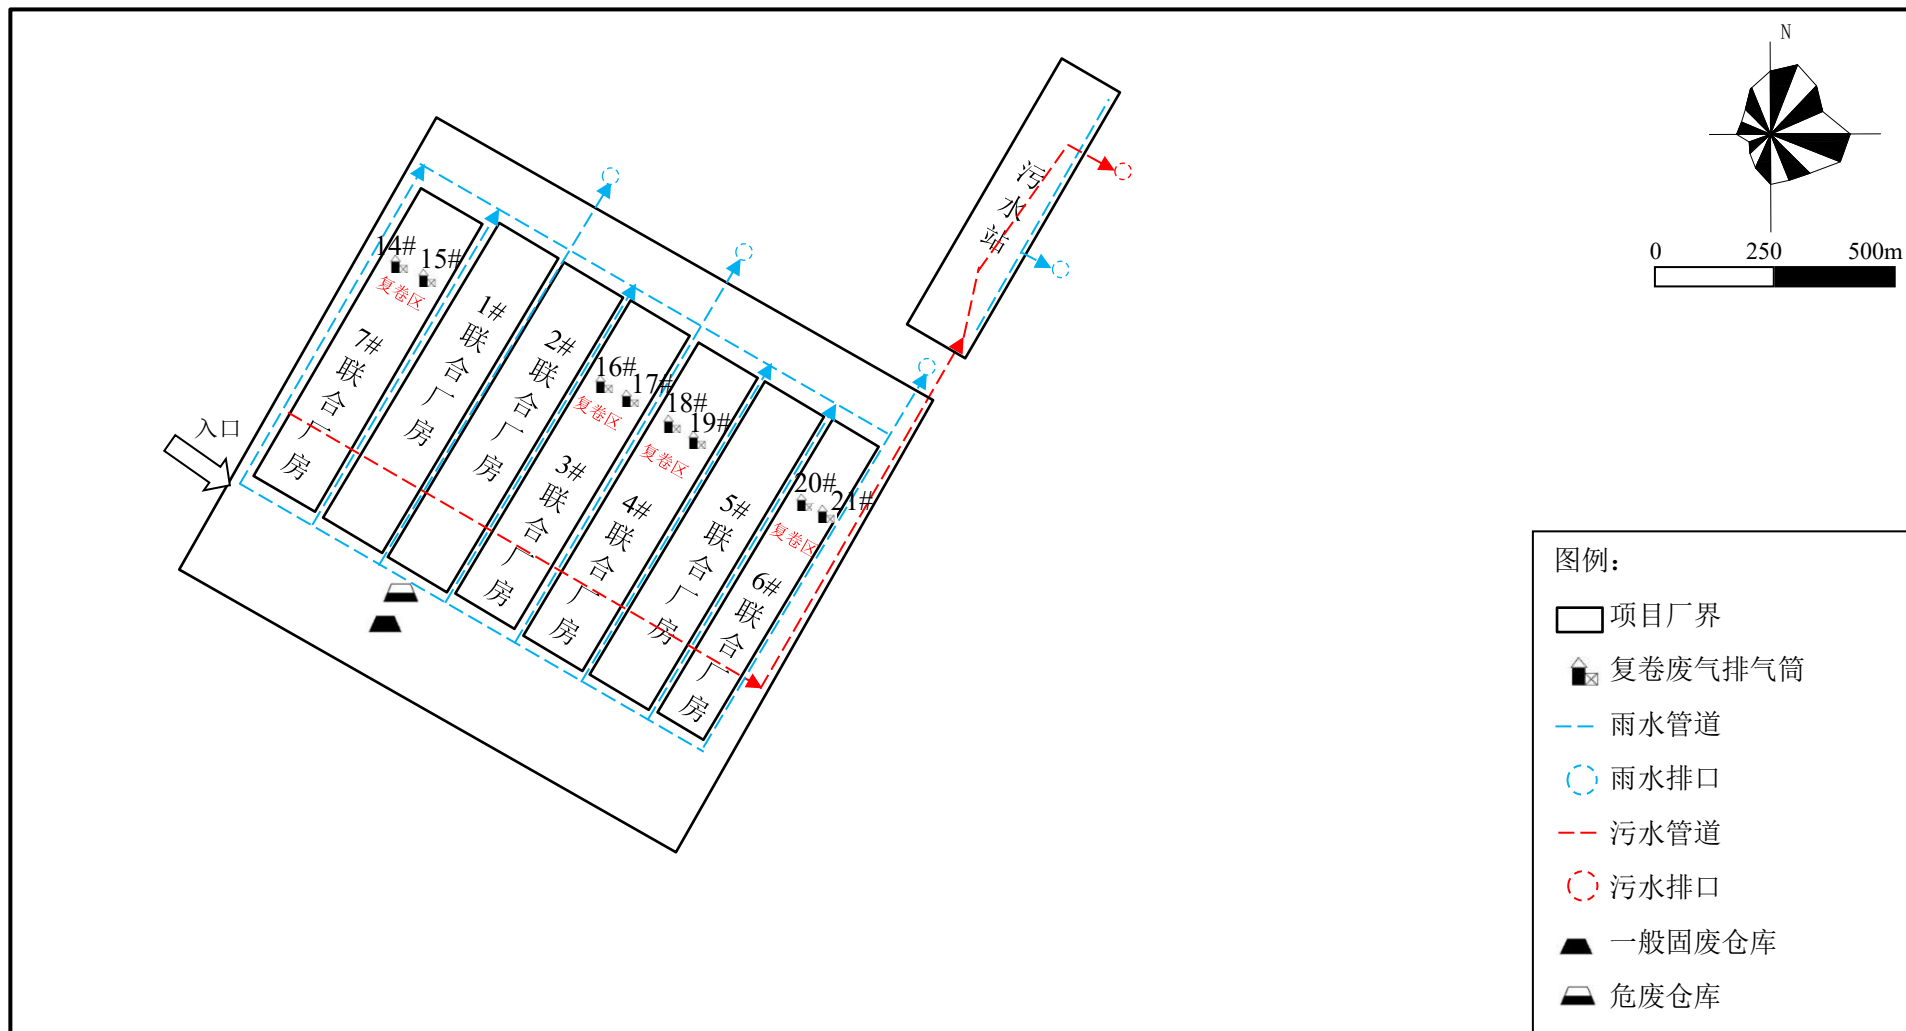 N
0 250 500m
污水站
14#
15#
复卷区
7#联合厂房
1#联合厂房
2#联合厂房
16#
17#
复卷区
3#联合厂房
18#
19#
复卷区
4#联合厂房
5#联合厂房
20#
21#
复卷区
6#联合厂房
入口
图例：
项目厂界
复卷废气排气筒
雨水管道
雨水排口
污水管道
污水排口
一般固废仓库
危废仓库